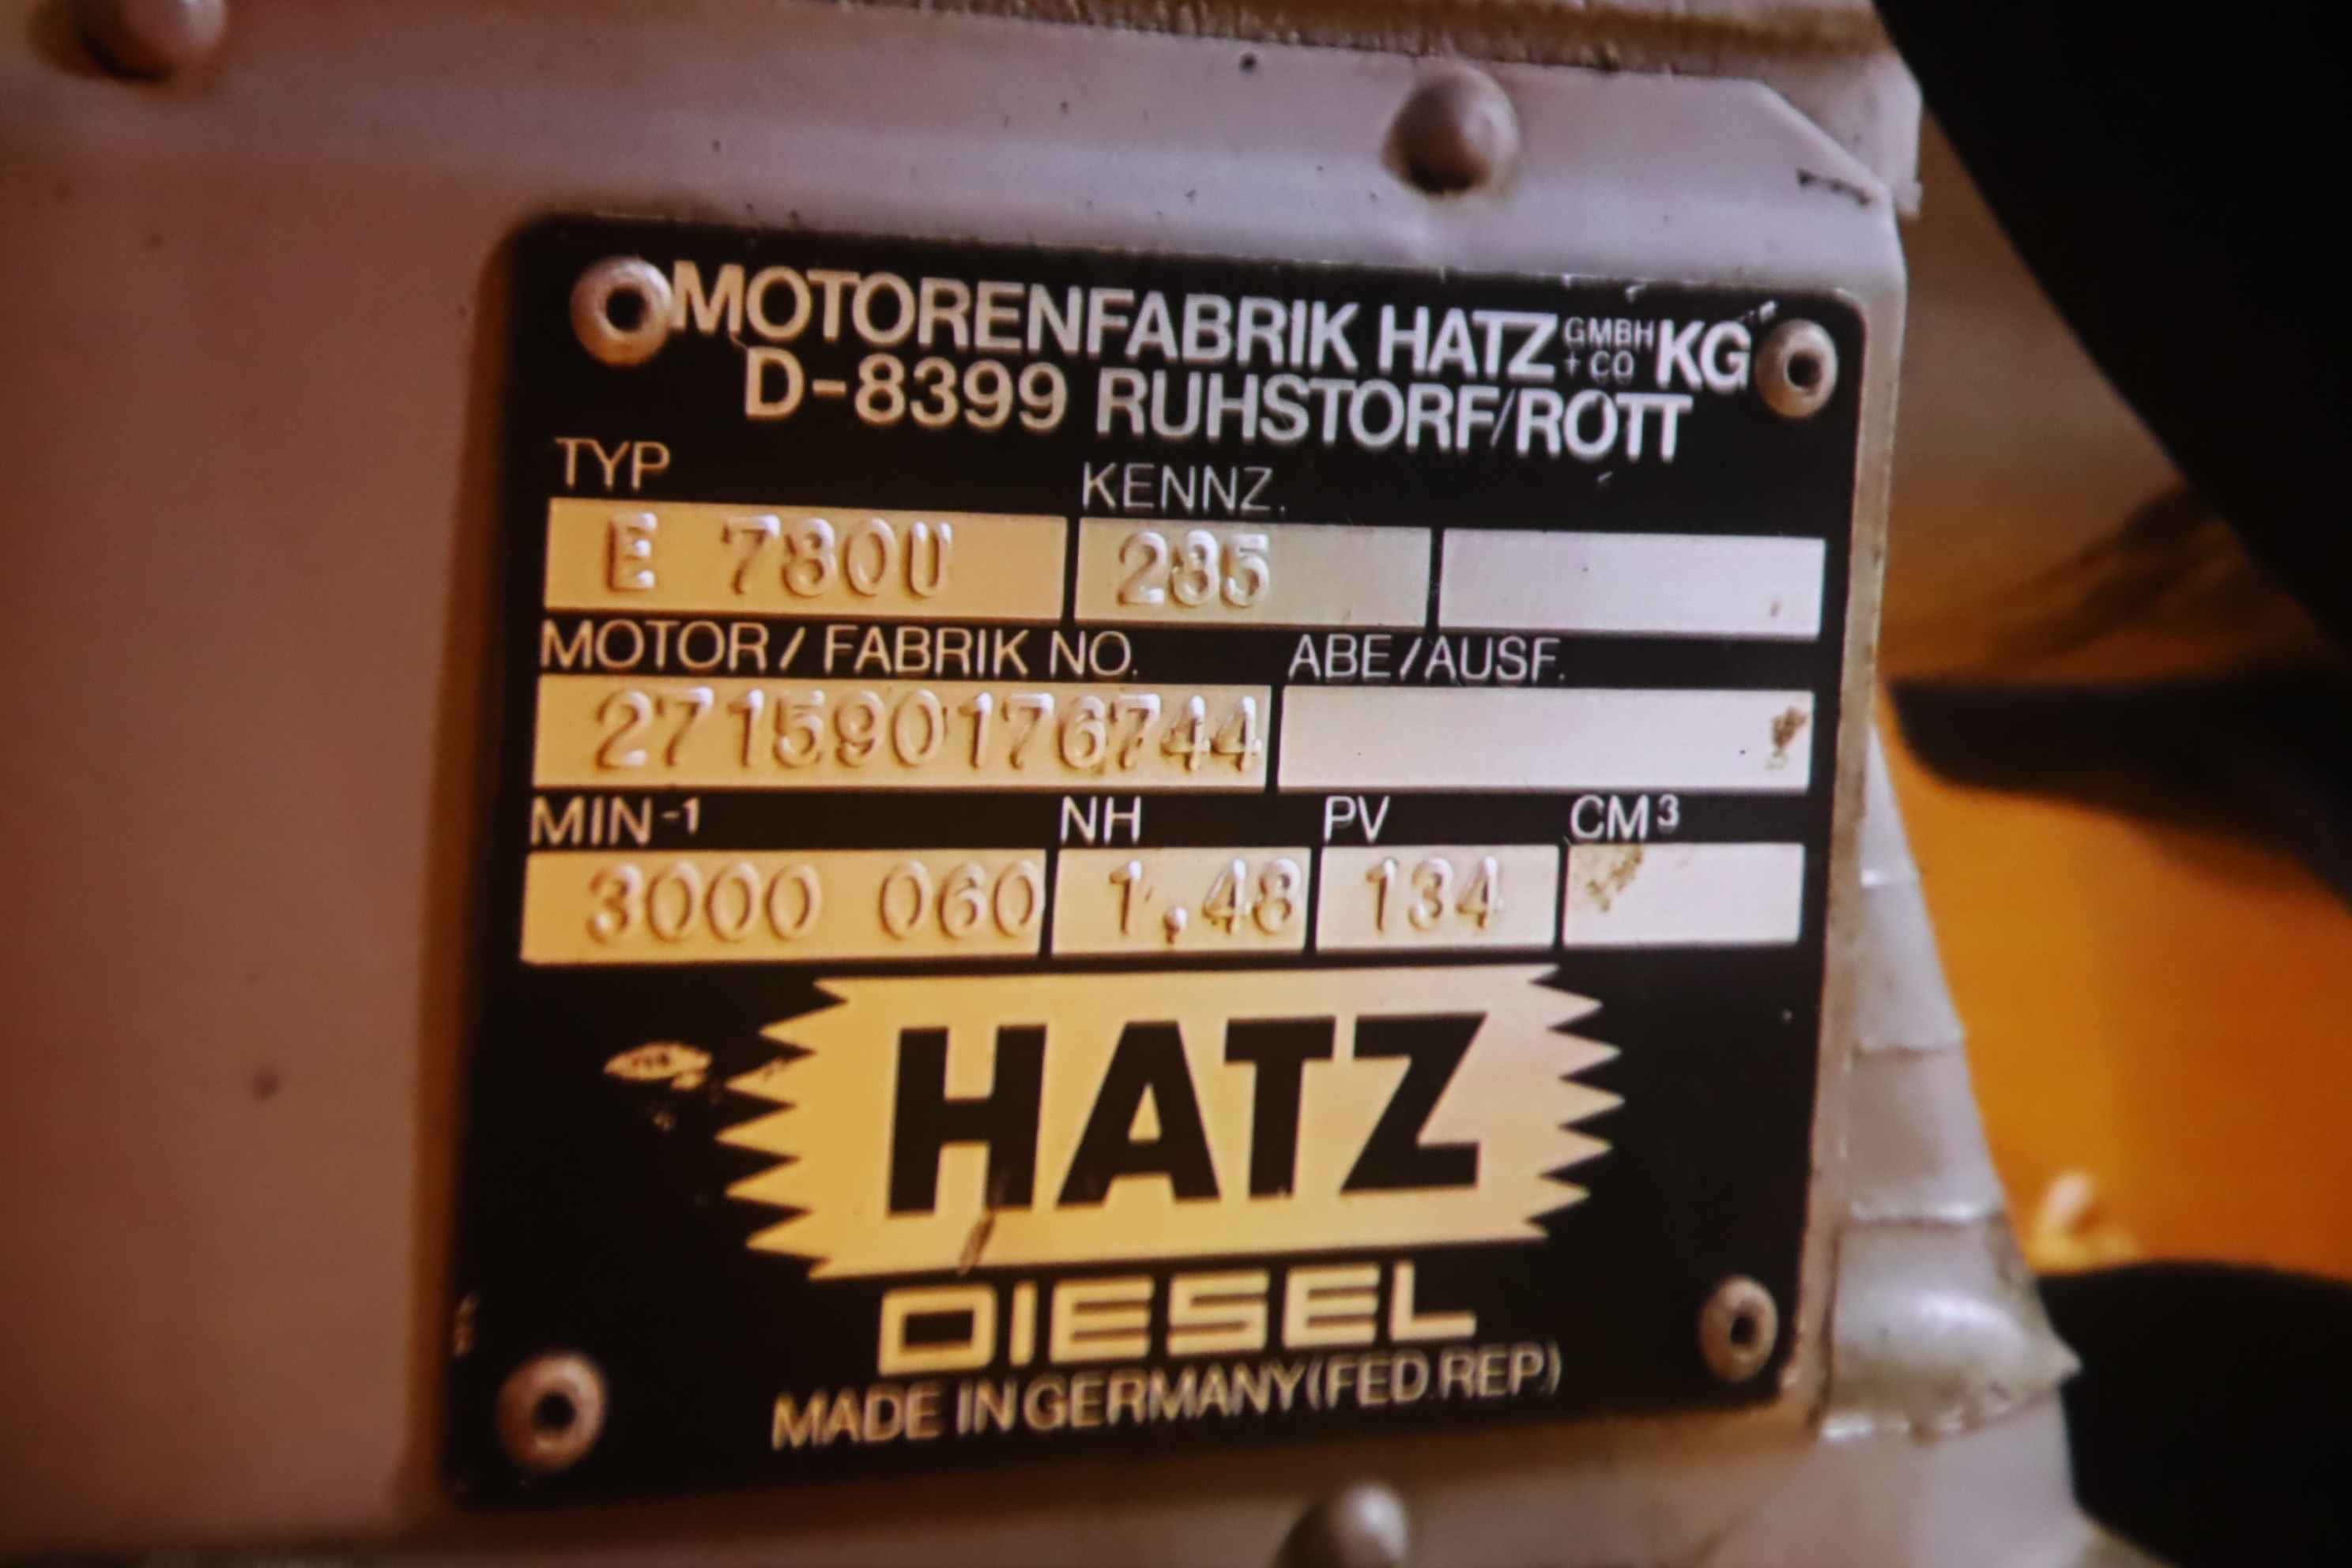 MOTORENFABRIK HATZ GMBH + CO KG
D-8399 RUHSTORF/ROTT
TYP KENNZ.
E 780U 285
MOTOR/FABRIK NO. ABE/AUSF.
271590176744
MIN-1 NH PV CM3
3000 060 1,48 134
HATZ
DIESEL
MADE IN GERMANY (FED.REP.)